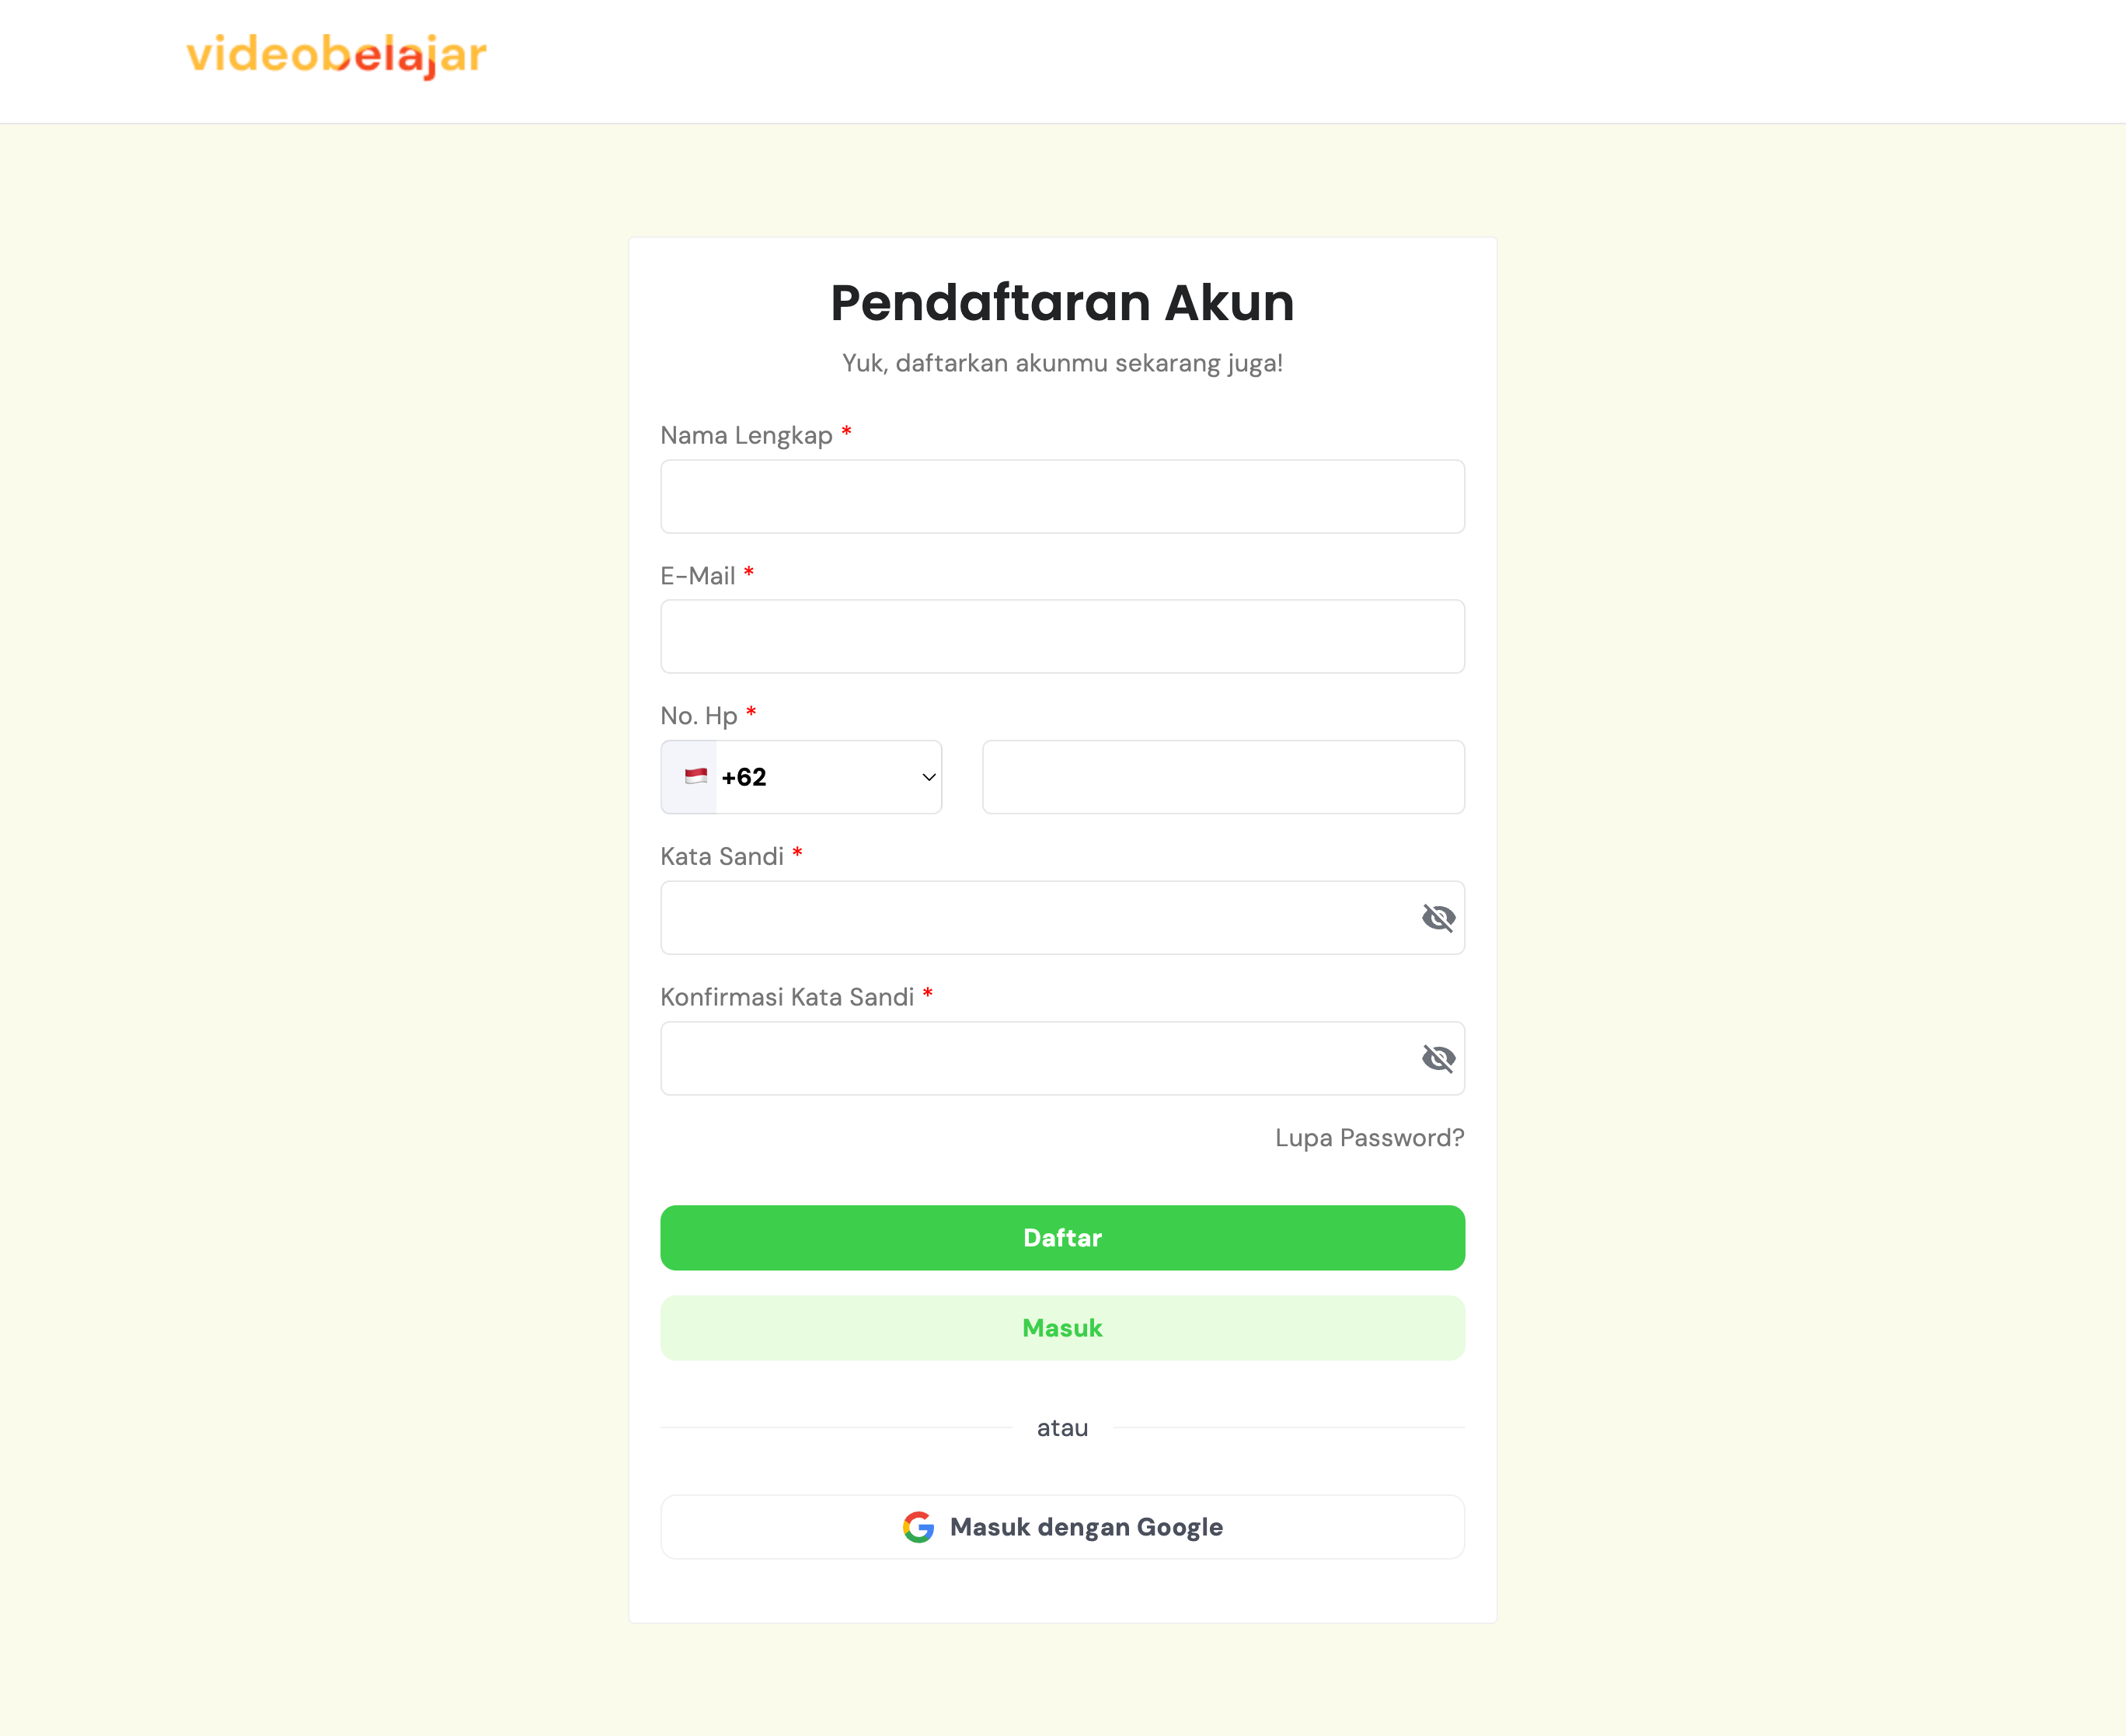 videobelajar
Pendaftaran Akun
Yuk, daftarkan akunmu sekarang juga!
Nama Lengkap *
E-Mail *
No. Hp *
+62
Kata Sandi *
Konfirmasi Kata Sandi *
Lupa Password?
Daftar
Masuk
atau
Masuk dengan Google